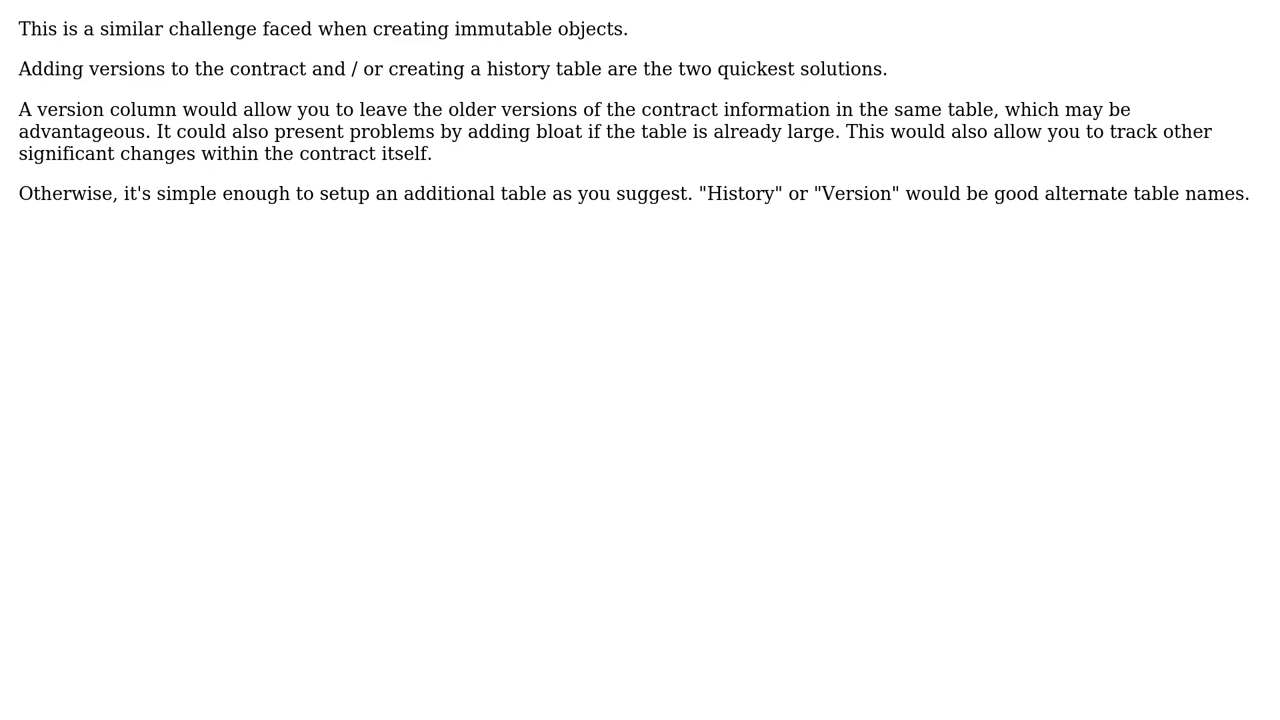 This is a similar challenge faced when creating immutable objects.
Adding versions to the contract and / or creating a history table are the two quickest solutions.
A version column would allow you to leave the older versions of the contract information in the same table, which may be
advantageous. It could also present problems by adding bloat if the table is already large. This would also allow you to track other
significant changes within the contract itself.
Otherwise, it's simple enough to setup an additional table as you suggest. "History" or "Version" would be good alternate table names.